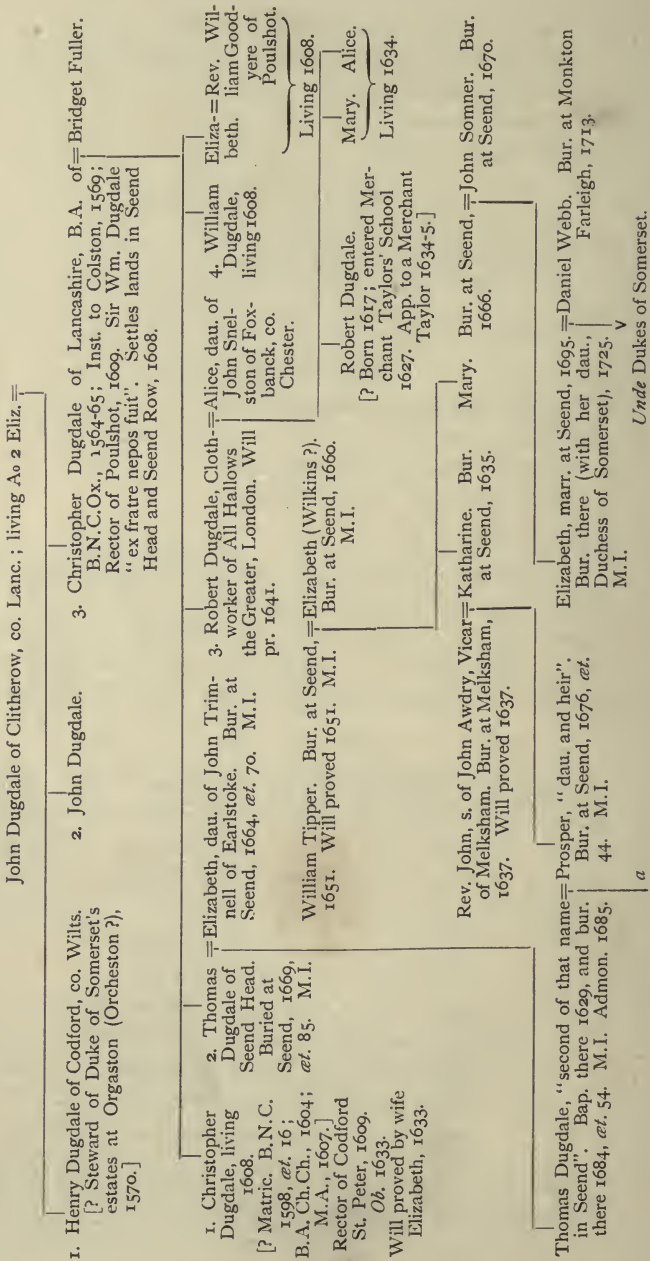 John Dugdale of Clitherow, co. Lanc.; living Ao 2 Eliz. =
1. Henry Dugdale of Codford, co. Wilts.
[? Steward of Duke of Somerset's
estates at Orgaston (Orcheston ?),
1570.]
2. John Dugdale.
3. Christopher Dugdale of Lancashire, B.A. of = Bridget Fuller.
B.N.C.Ox., 1564-65; Inst. to Colston, 1569;
Rector of Poulshot, 1609. Sir Wm. Dugdale
"ex fratre nepos fuit". Settles lands in Seend
Head and Seend Row, 1608.
1. Christopher
Dugdale, living
1608.
[? Matric. B.N.C.
1598, æt. 16;
B.A. Ch.Ch., 1604;
M.A., 1607.]
Rector of Codford
St. Peter, 1609.
Ob. 1633.
Will proved by wife
Elizabeth, 1633.
2. Thomas
Dugdale of
Seend Head.
Buried at
Seend, 1669,
æt. 85. M.I.
= Elizabeth, dau. of John Trim-
nell of Earlstoke. Bur. at
Seend, 1664, æt. 70. M.I.
3. Robert Dugdale, Cloth-
worker of All Hallows
the Greater, London. Will
pr. 1641.
= Alice, dau. of
John Snel-
ston of Fox-
banck, co.
Chester.
4. William
Dugdale,
living 1608.
Eliza-
beth.
= Rev. Wil-
liam Good-
yere of
Poulshot.
Living 1608.
William Tipper. Bur. at Seend,
1651. Will proved 1651. M.I.
= Elizabeth (Wilkins ?).
Bur. at Seend, 1660.
M.I.
Robert Dugdale.
[? Born 1617; entered Mer-
chant Taylors' School
1627. App. to a Merchant
Taylor 1634-5.]
Mary. Alice.
Living 1634.
Rev. John, s. of John Awdry, Vicar
of Melksham. Bur. at Melksham,
1637. Will proved 1637.
= Katharine. Bur.
at Seend, 1635.
Mary. Bur. at Seend,
1666.
= John Somner. Bur.
at Seend, 1670.
Thomas Dugdale, "second of that name
in Seend". Bap. there 1629, and bur.
there 1684, æt. 54. M.I. Admon. 1685.
= Prosper, "dau. and heir".
Bur. at Seend, 1676, æt.
44. M.I.
a
Elizabeth, marr. at Seend, 1695.
Bur. there (with her dau.,
Duchess of Somerset), 1725.
M.I.
= Daniel Webb. Bur. at Monkton
Farleigh, 1713.
v
Unde Dukes of Somerset.